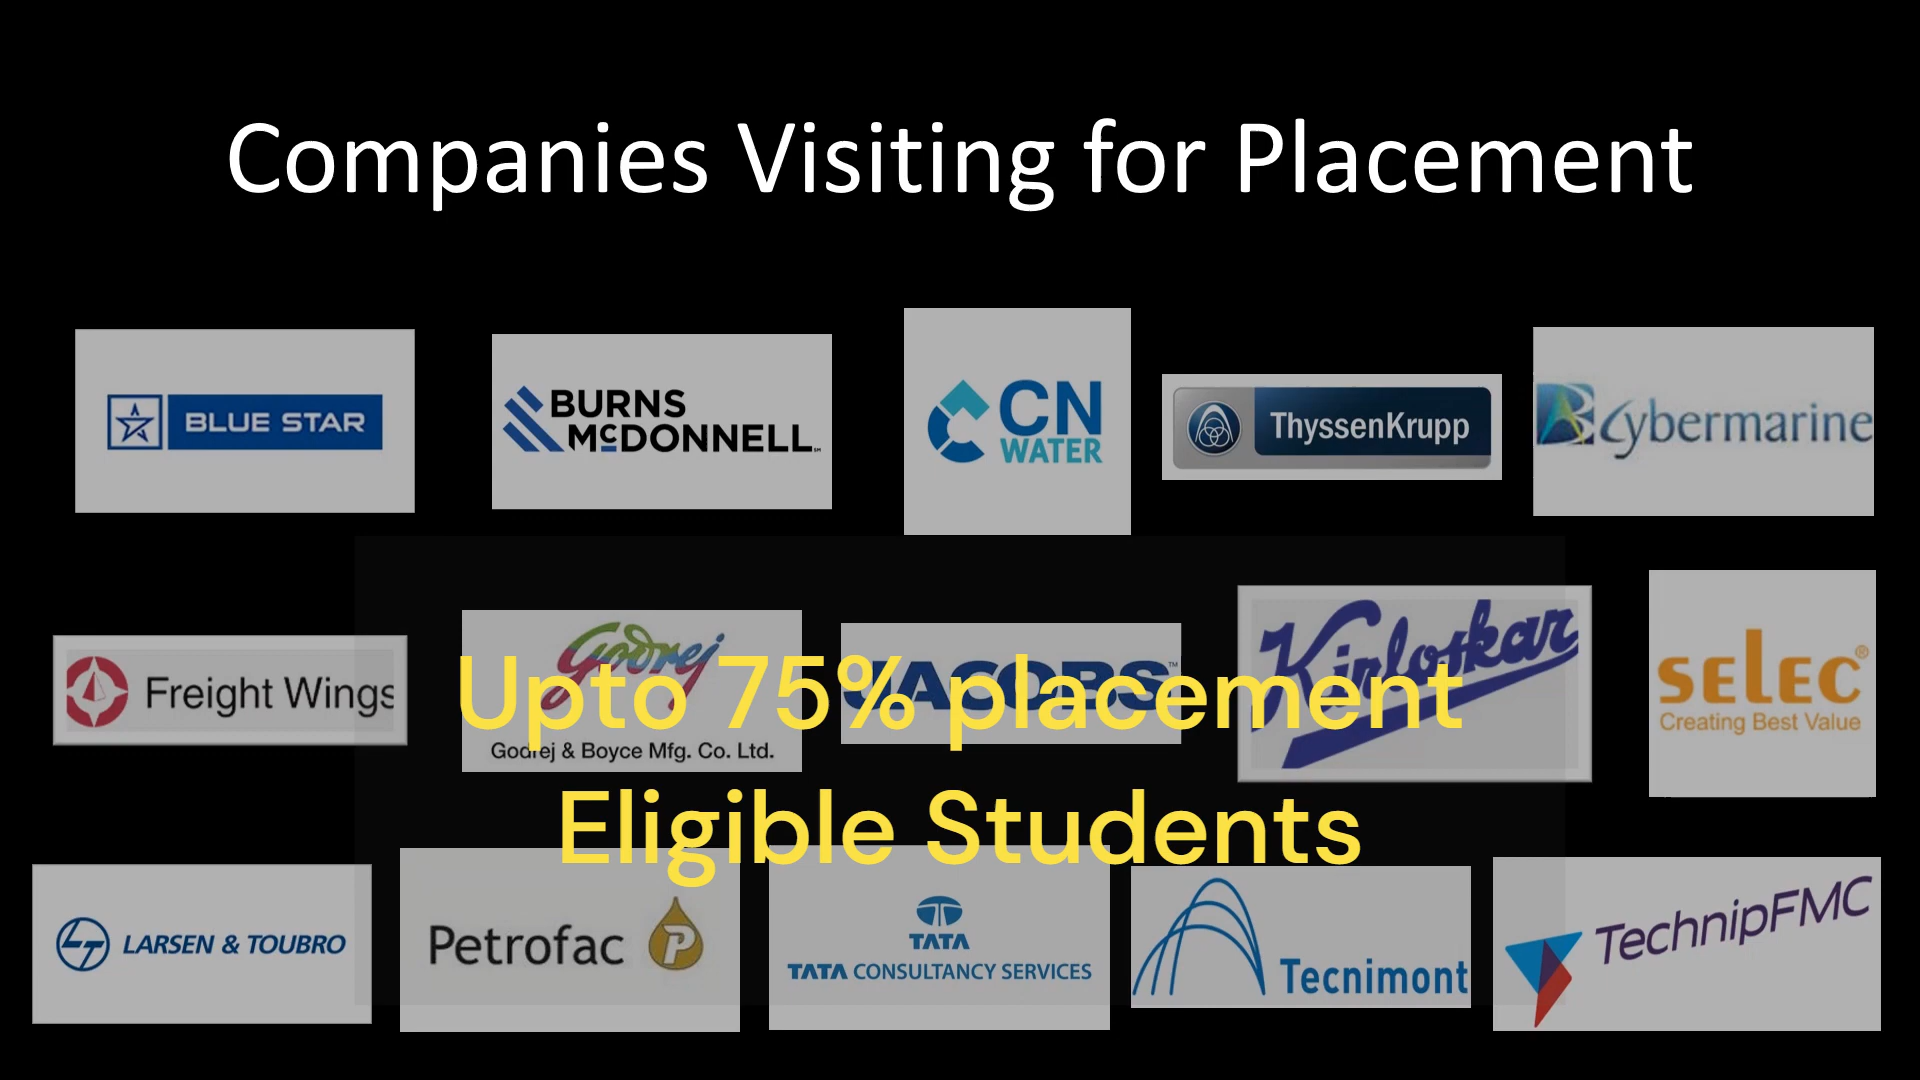 Companies Visiting for Placement
BLUE STAR
BURNS
McDONNELL
CN
WATER
ThyssenKrupp
Cybermarine
Freight Wings
Godrej
Godrej & Boyce Mfg. Co. Ltd.
JACOBS™
Kirloskar
SELEC®
Creating Best Value
Upto 75% placement
Eligible Students
LARSEN & TOUBRO
Petrofac
P
TATA
TATA CONSULTANCY SERVICES
Tecnimont
TechnipFMC